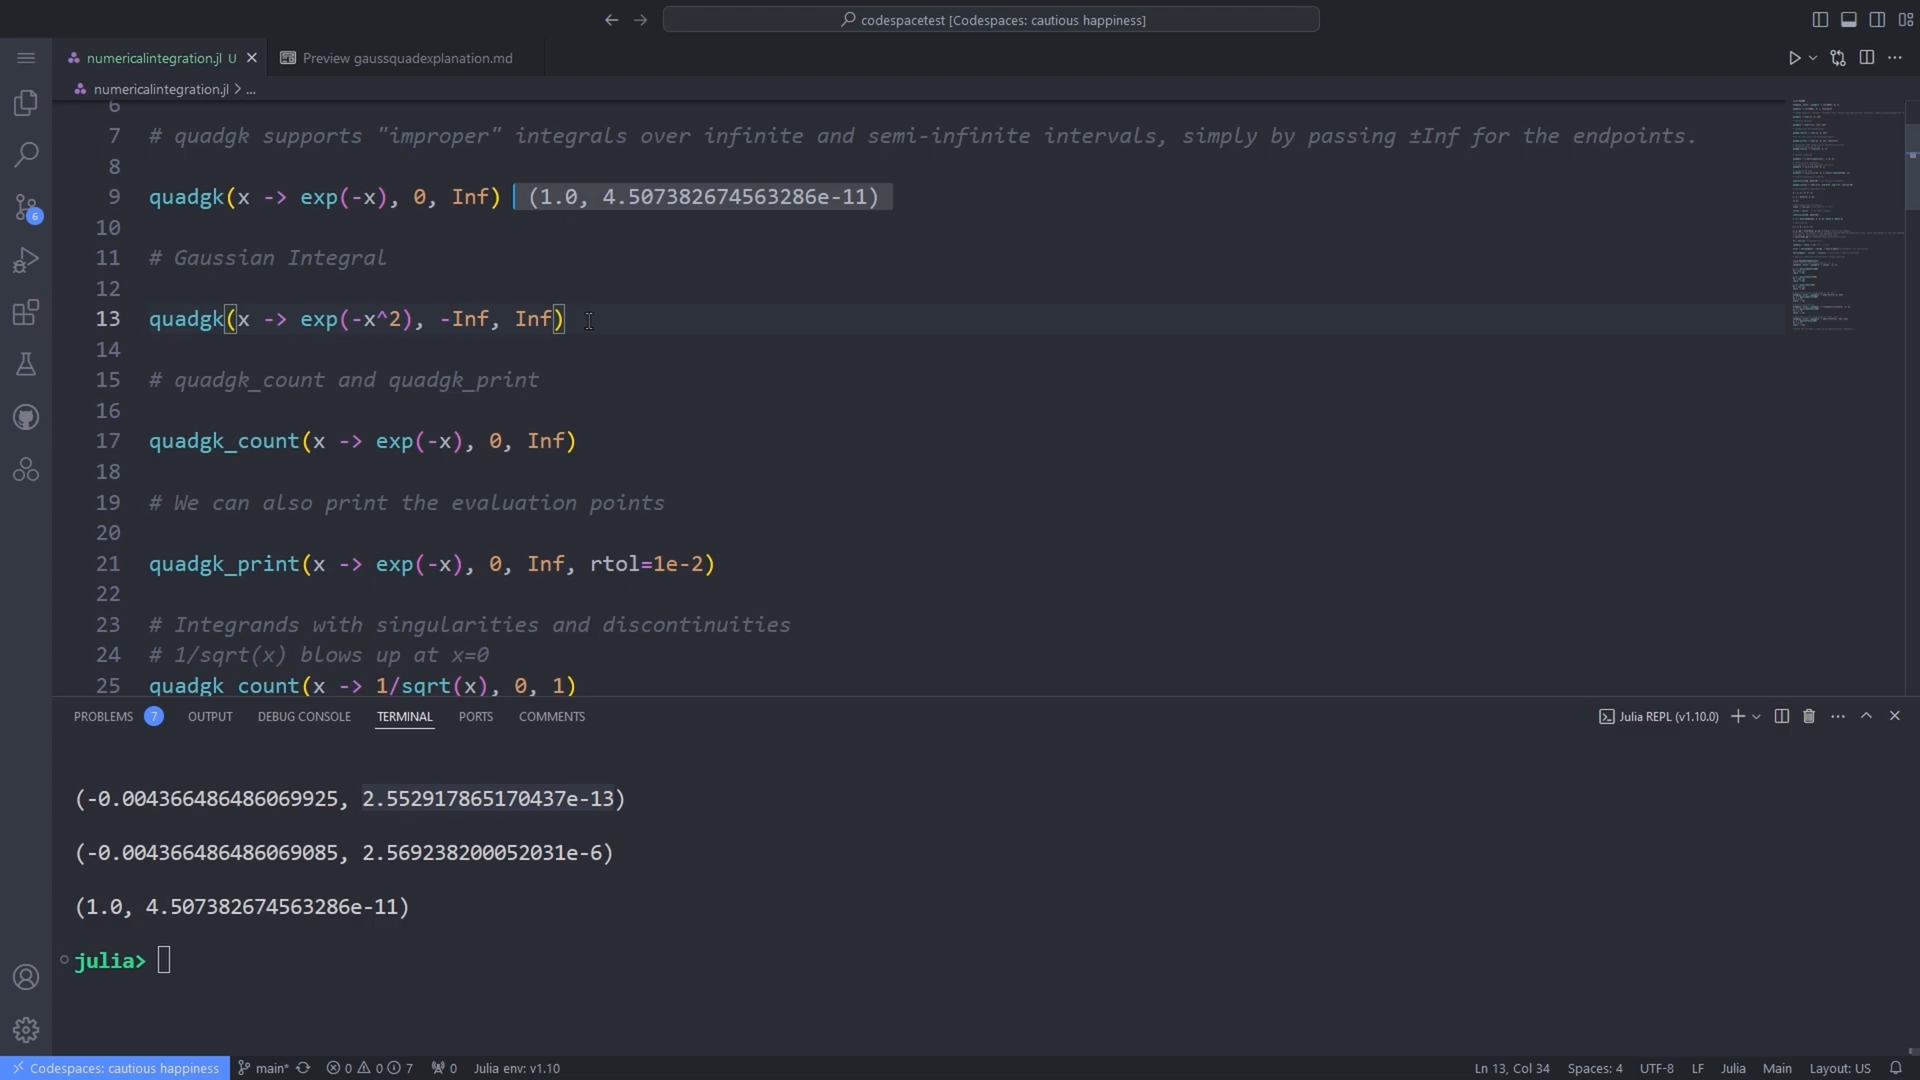 codespacetest [Codespaces: cautious happiness]
numericalintegration.jl U
Preview gaussquadexplanation.md
numericalintegration.jl > ...
6
7 # quadgk supports "improper" integrals over infinite and semi-infinite intervals, simply by passing ±Inf for the endpoints.
8
9 quadgk(x -> exp(-x), 0, Inf) (1.0, 4.507382674563286e-11)
10
11 # Gaussian Integral
12
13 quadgk(x -> exp(-x^2), -Inf, Inf)
14
15 # quadgk_count and quadgk_print
16
17 quadgk_count(x -> exp(-x), 0, Inf)
18
19 # We can also print the evaluation points
20
21 quadgk_print(x -> exp(-x), 0, Inf, rtol=1e-2)
22
23 # Integrands with singularities and discontinuities
24 # 1/sqrt(x) blows up at x=0
25 quadgk_count(x -> 1/sqrt(x), 0, 1)
6
PROBLEMS 7 OUTPUT DEBUG CONSOLE TERMINAL PORTS COMMENTS
Julia REPL (v1.10.0)
(-0.004366486486069925, 2.552917865170437e-13)
(-0.004366486486069085, 2.569238200052031e-6)
(1.0, 4.507382674563286e-11)
julia>
Codespaces: cautious happiness main* 0 0 7 0 Julia env: v1.10
Ln 13, Col 34 Spaces: 4 UTF-8 LF Julia Main Layout: US